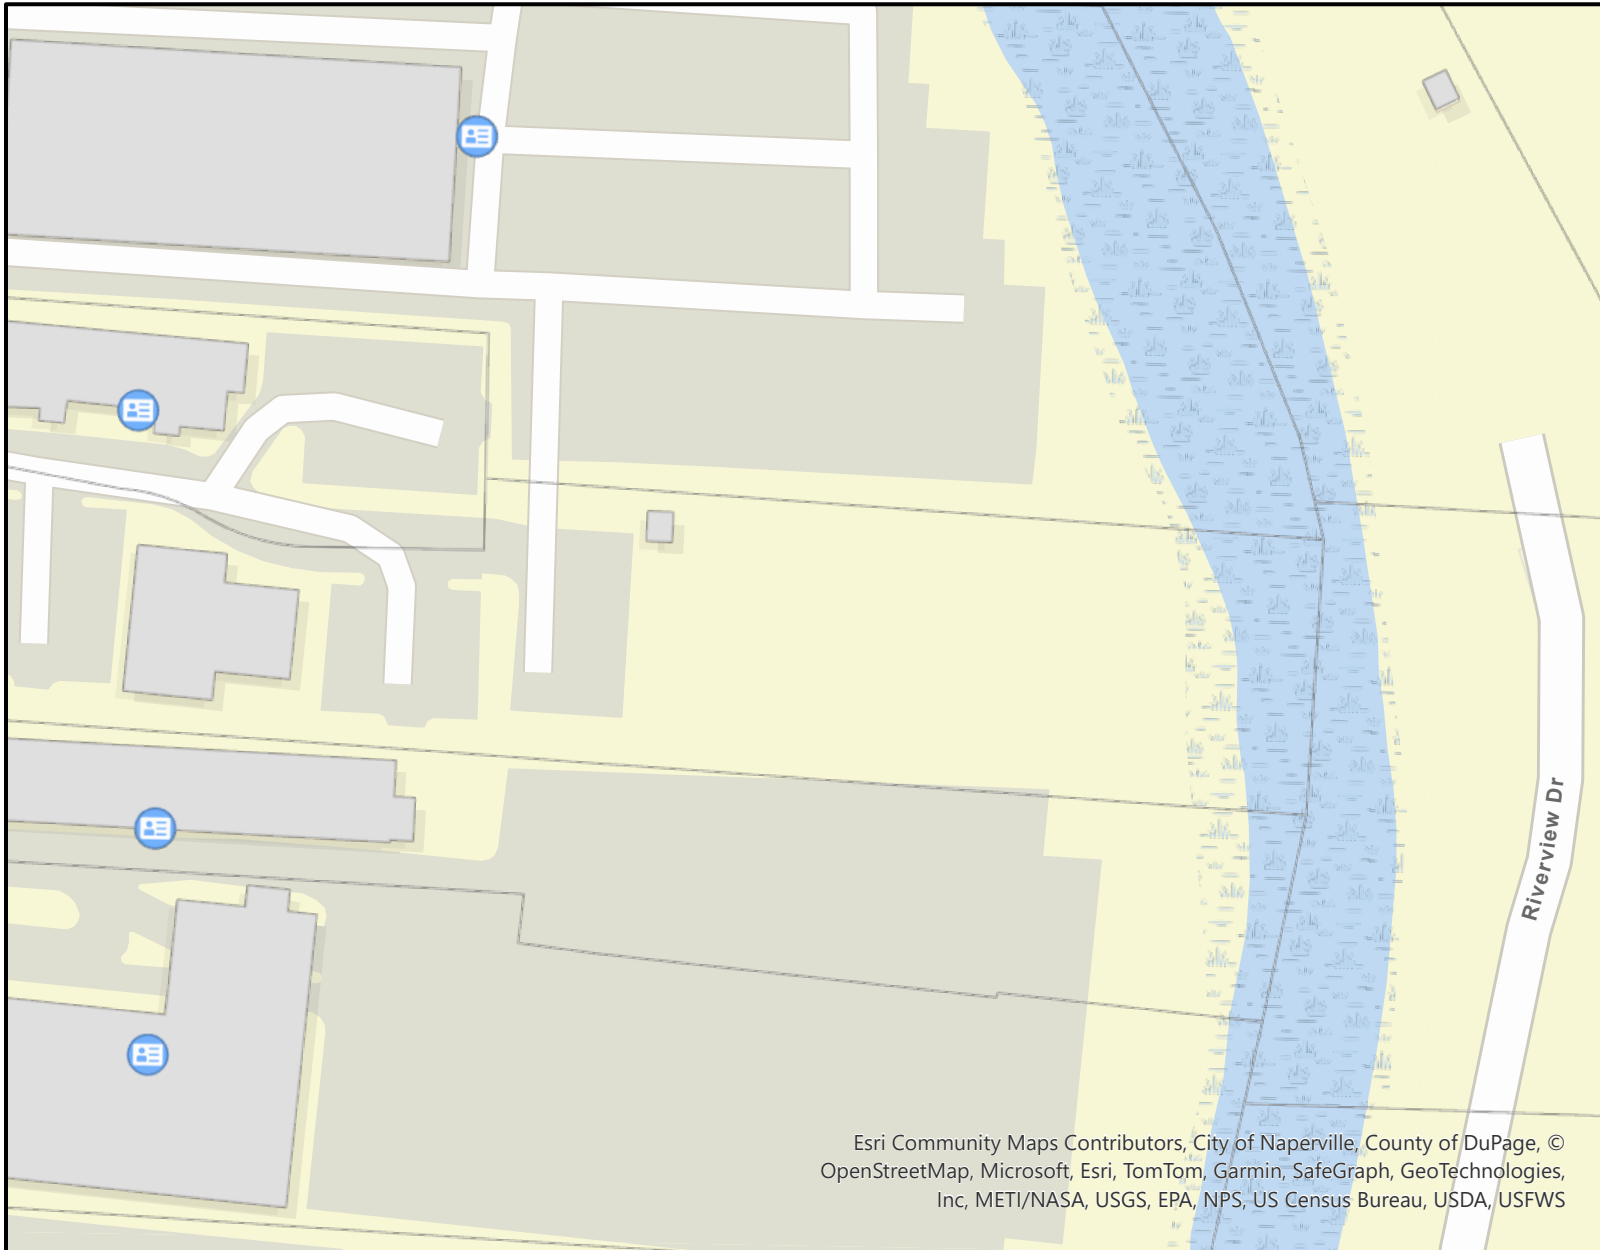 Riverview Dr
Esri Community Maps Contributors, City of Naperville, County of DuPage, ©
OpenStreetMap, Microsoft, Esri, TomTom, Garmin, SafeGraph, GeoTechnologies,
Inc, METI/NASA, USGS, EPA, NPS, US Census Bureau, USDA, USFWS